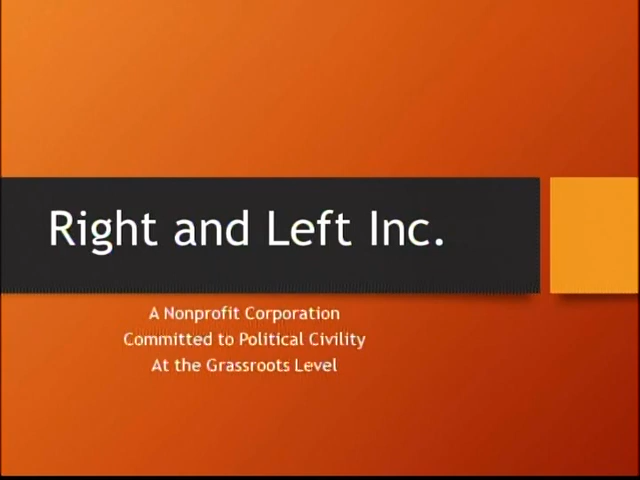 Right and Left Inc.
A Nonprofit Corporation
Committed to Political Civility
At the Grassroots Level